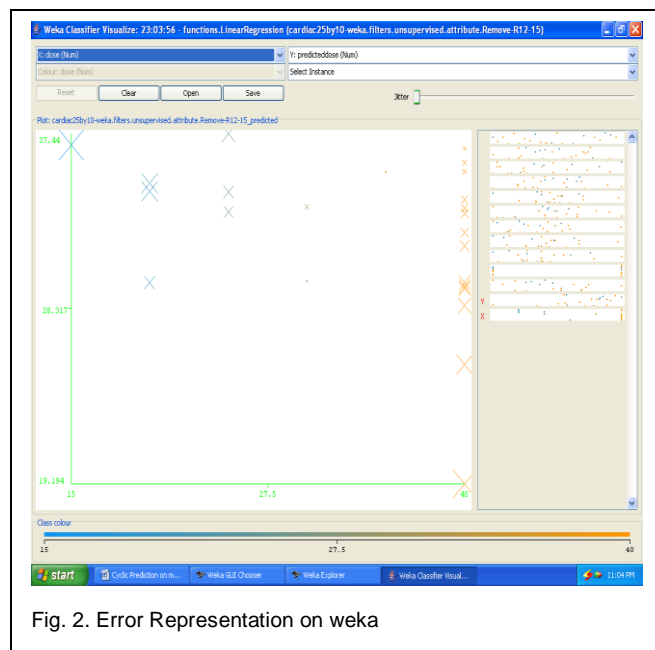 Weka Classifier Visualize: 23:03:56 - functions.LinearRegression (cardiac25by10-weka.filters.unsupervised.attribute.Remove-R12-15)
X: dose (Num)
Y: predicteddose (Num)
Colour: dose (Num)
Select Instance
Reset
Clear
Open
Save
Jitter
Plot: cardiac25by10-weka.filters.unsupervised.attribute.Remove-R12-15_predicted
37.44
28.317
19.194
15
27.5
40
Y
X
Class colour
15
27.5
40
start
Cyclic Prediction on m...
Weka GUI Chooser
Weka Explorer
Weka Classifier Visual...
11:04 PM
Fig. 2. Error Representation on weka